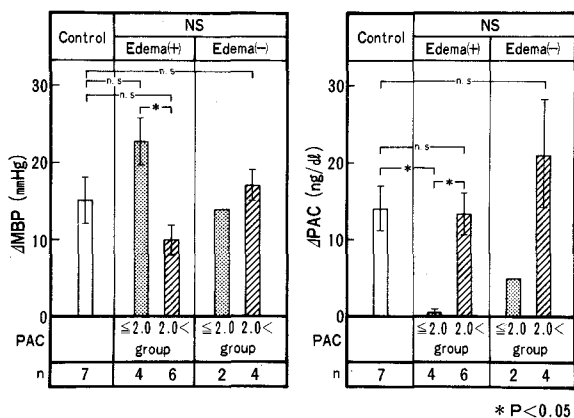 Control
NS
Edema(+)
Edema(−)
n.s
n.s
n.s
*
ΔMBP (mmHg)
30
20
10
0
PAC
≦2.0 2.0<
group
≦2.0 2.0<
group
n
7
4
6
2
4
Control
NS
Edema(+)
Edema(−)
n.s
n.s
*
*
ΔPAC (ng/dl)
30
20
10
0
PAC
≦2.0 2.0<
group
≦2.0 2.0<
group
n
7
4
6
2
4
* P<0.05